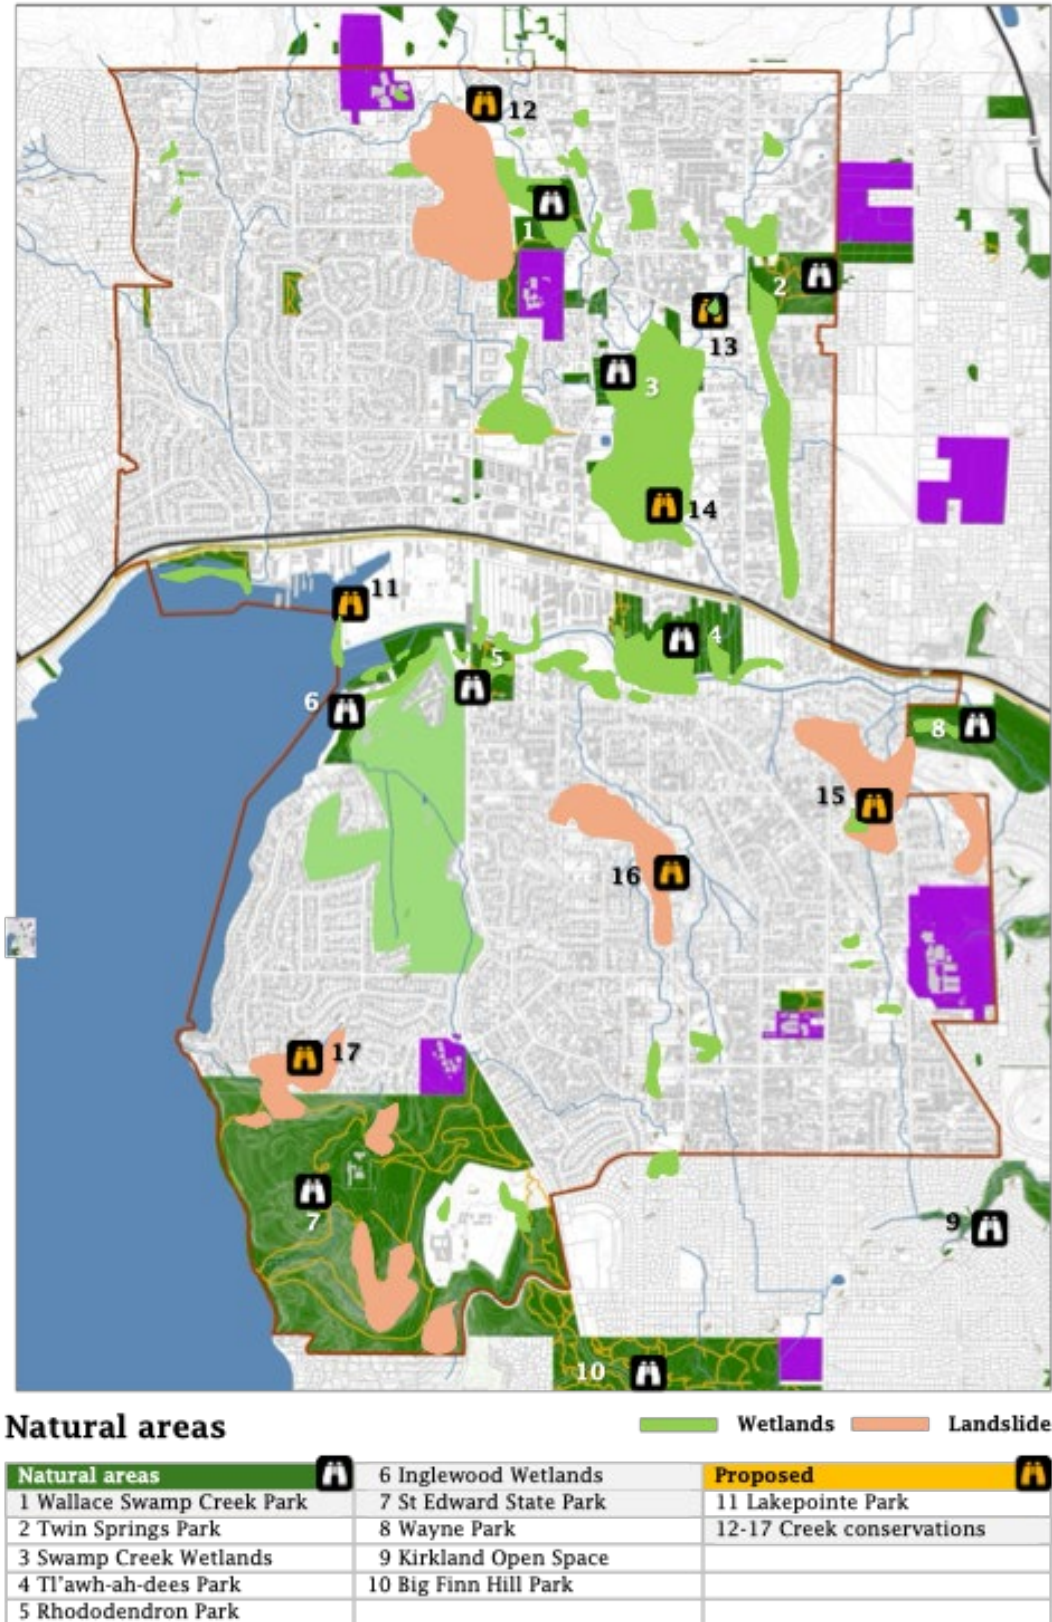 12
1
2
13
3
14
11
4
5
6
8
15
16
17
7
9
10
Natural areas
Wetlands
Landslide
Natural areas
6 Inglewood Wetlands
Proposed
1 Wallace Swamp Creek Park
7 St Edward State Park
11 Lakepointe Park
2 Twin Springs Park
8 Wayne Park
12-17 Creek conservations
3 Swamp Creek Wetlands
9 Kirkland Open Space
4 Tl'awh-ah-dees Park
10 Big Finn Hill Park
5 Rhododendron Park